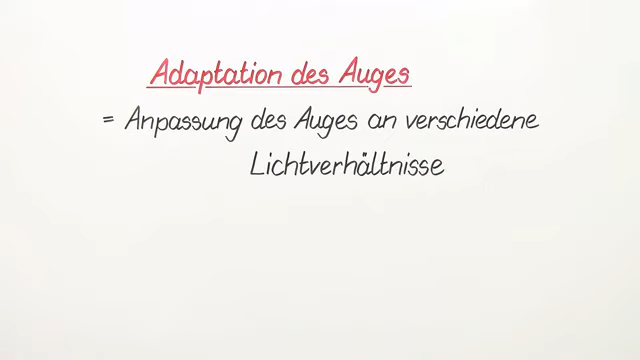 Adaptation des Auges
= Anpassung des Auges an verschiedene
Lichtverhältnisse